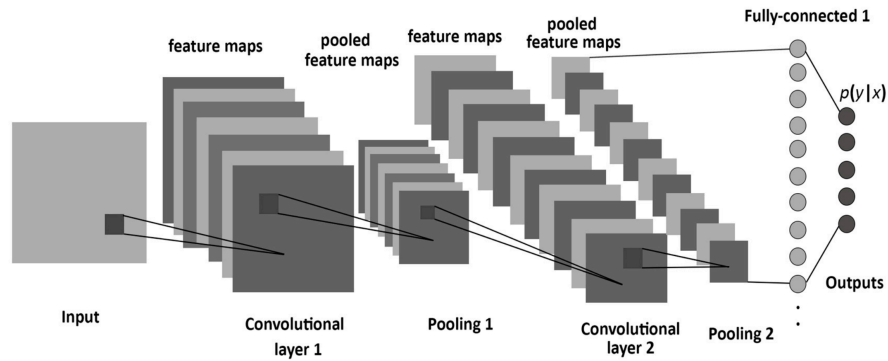 Fully-connected 1
feature maps
pooled
feature maps
feature maps
pooled
feature maps
p(y|x)
Input
Convolutional
layer 1
Pooling 1
Convolutional
layer 2
Pooling 2
Outputs